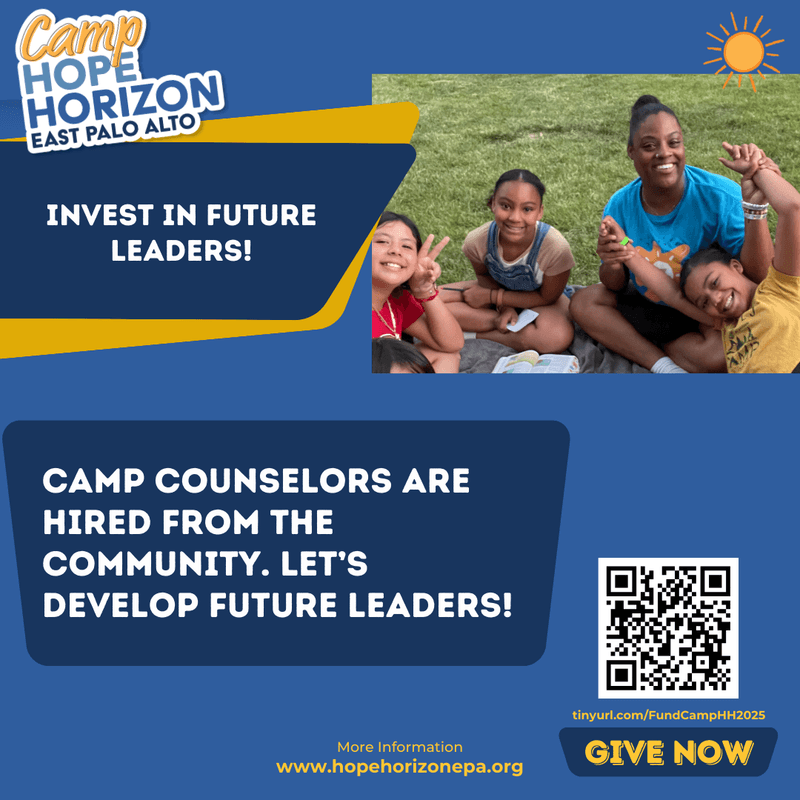 Camp
HOPE
HORIZON
EAST PALO ALTO
INVEST IN FUTURE
LEADERS!
CAMP COUNSELORS ARE
HIRED FROM THE
COMMUNITY. LET'S
DEVELOP FUTURE LEADERS!
tinyurl.com/FundCampHH2025
GIVE NOW
More Information
www.hopehorizonepa.org